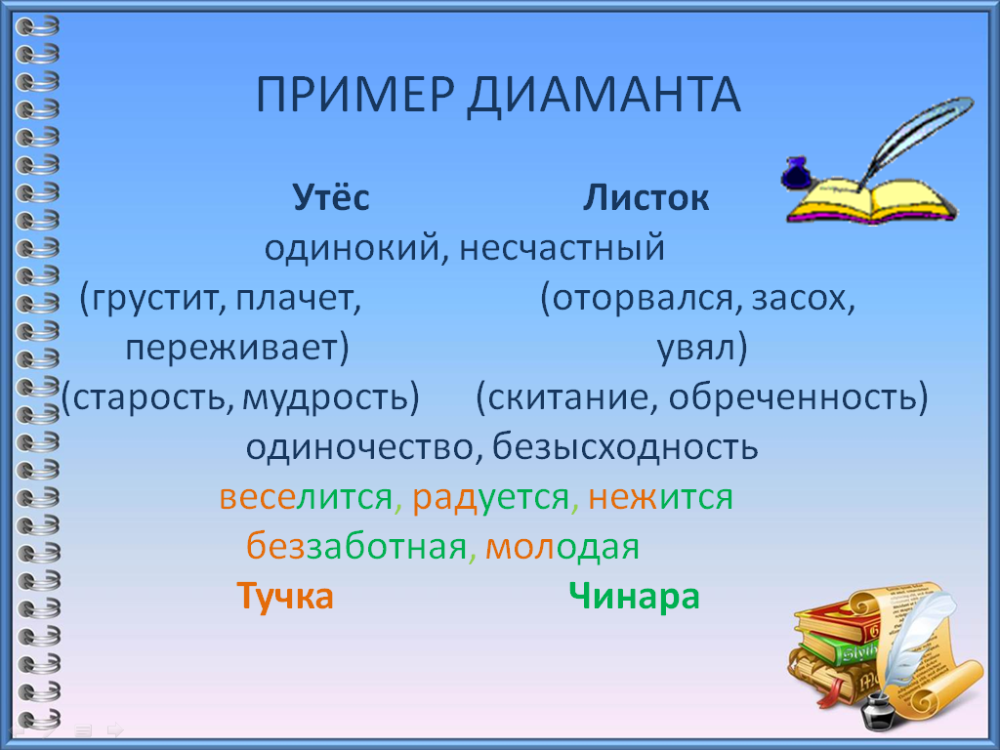 ПРИМЕР ДИАМАНТА
Утёс Листок
одинокий, несчастный
(грустит, плачет, (оторвался, засох,
переживает) увял)
(старость, мудрость) (скитание, обреченность)
одиночество, безысходность
веселится, радуется, нежится
беззаботная, молодая
Тучка Чинара